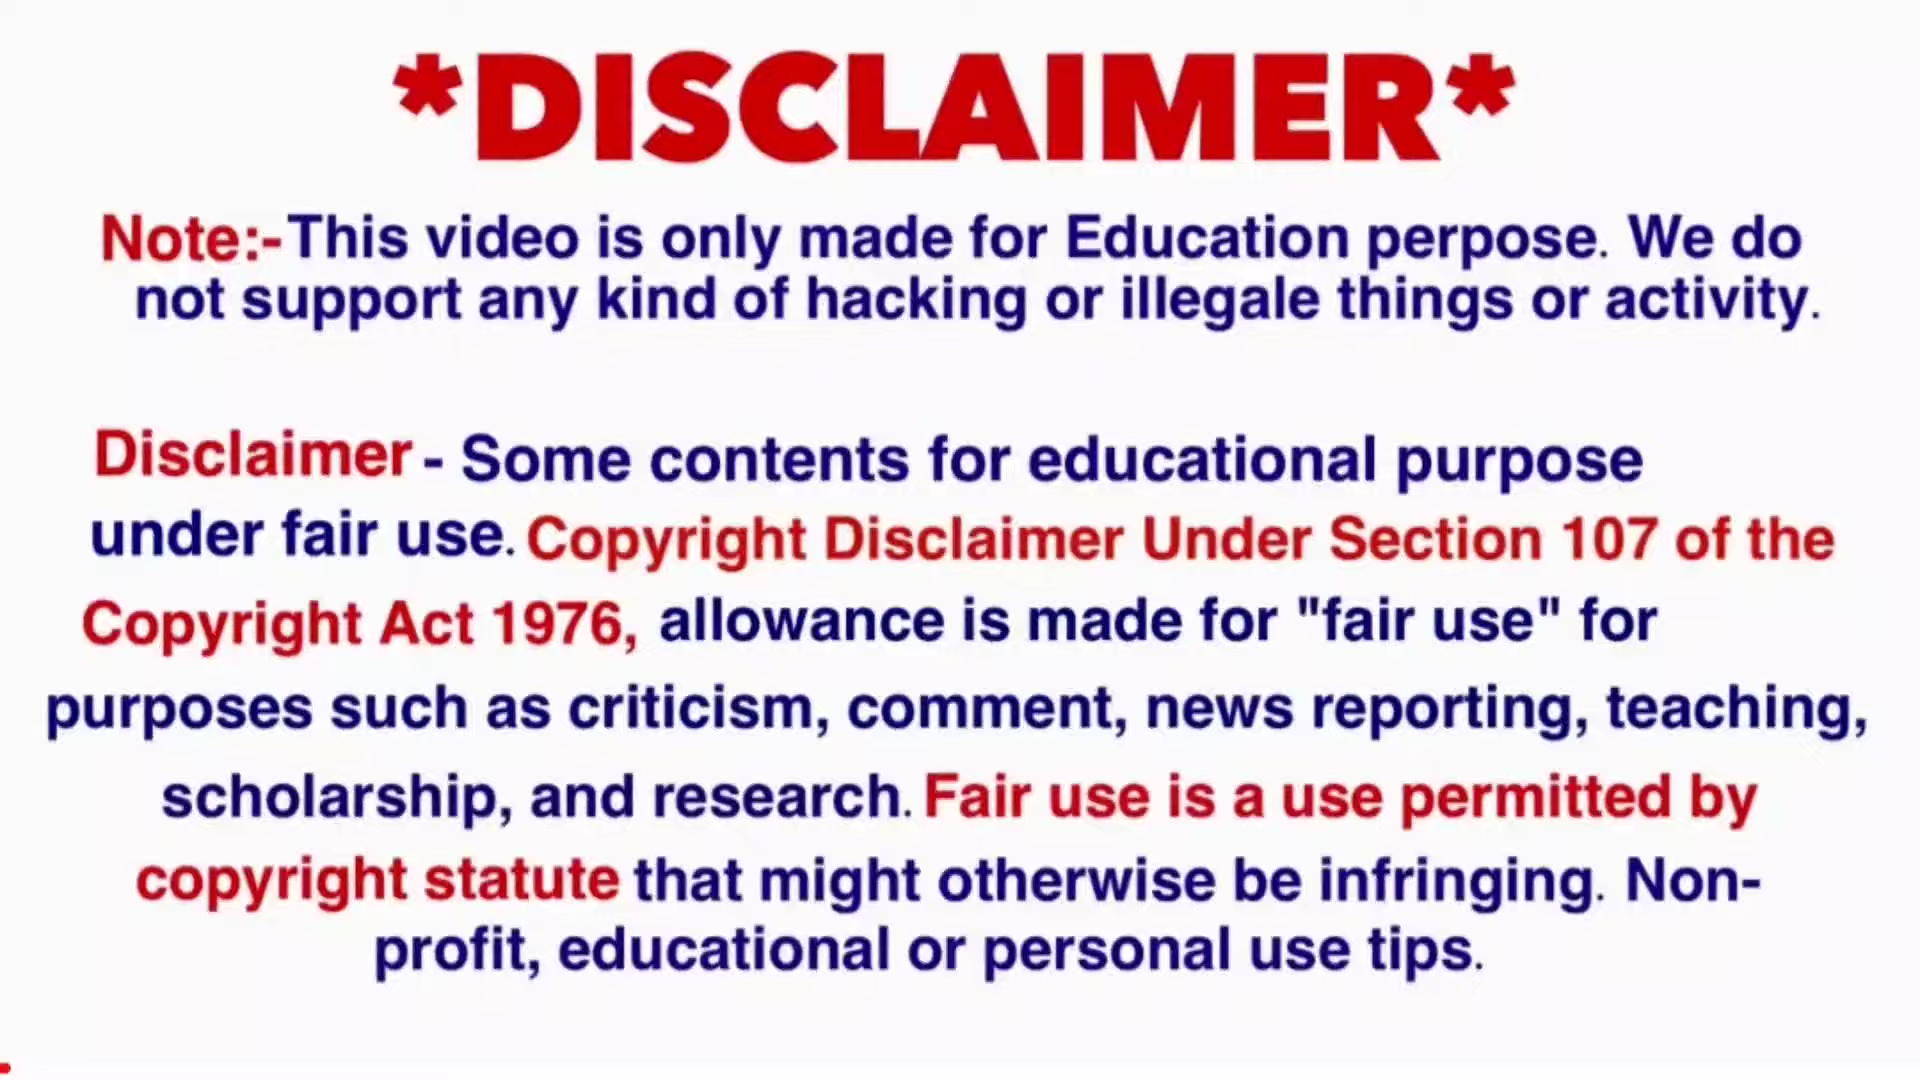 *DISCLAIMER*
Note:- This video is only made for Education perpose. We do
not support any kind of hacking or illegale things or activity.
Disclaimer - Some contents for educational purpose
under fair use. Copyright Disclaimer Under Section 107 of the
Copyright Act 1976, allowance is made for "fair use" for
purposes such as criticism, comment, news reporting, teaching,
scholarship, and research. Fair use is a use permitted by
copyright statute that might otherwise be infringing. Non-
profit, educational or personal use tips.